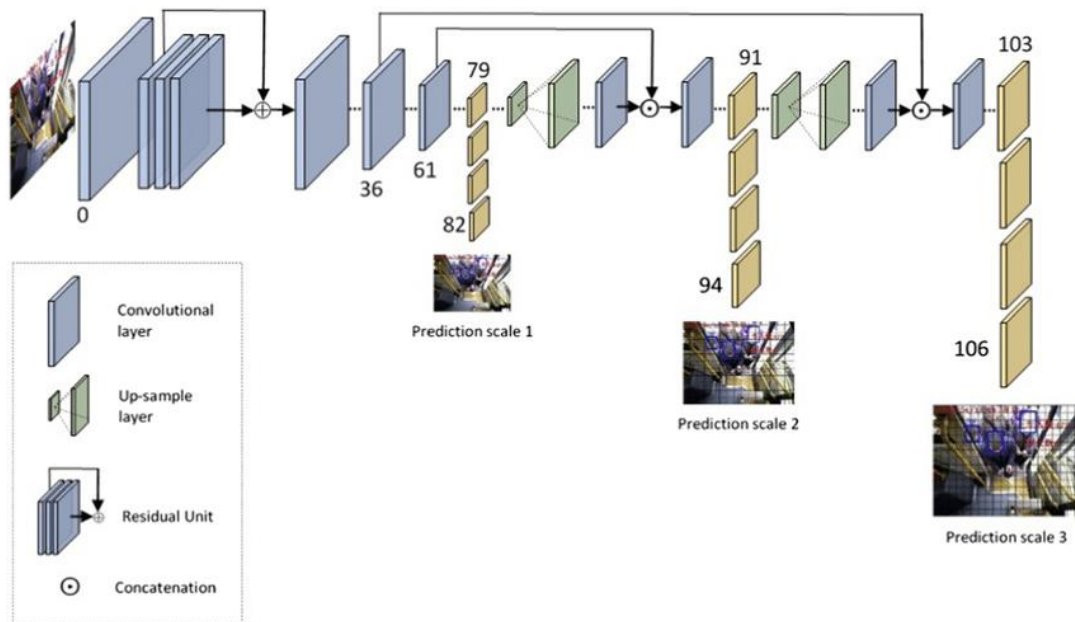 103
79
91
36
61
0
82
94
106
Prediction scale 1
Prediction scale 2
Prediction scale 3
Convolutional
layer
Up-sample
layer
Residual Unit
Concatenation